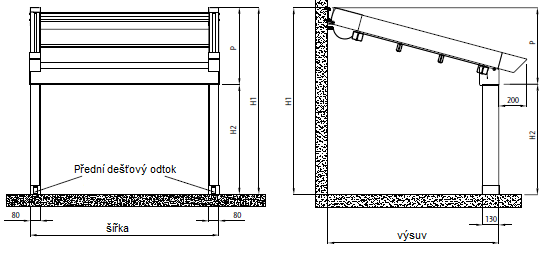 P
H1
H2
Přední dešťový odtok
80
80
šířka
P
H1
200
H2
130
výsuv